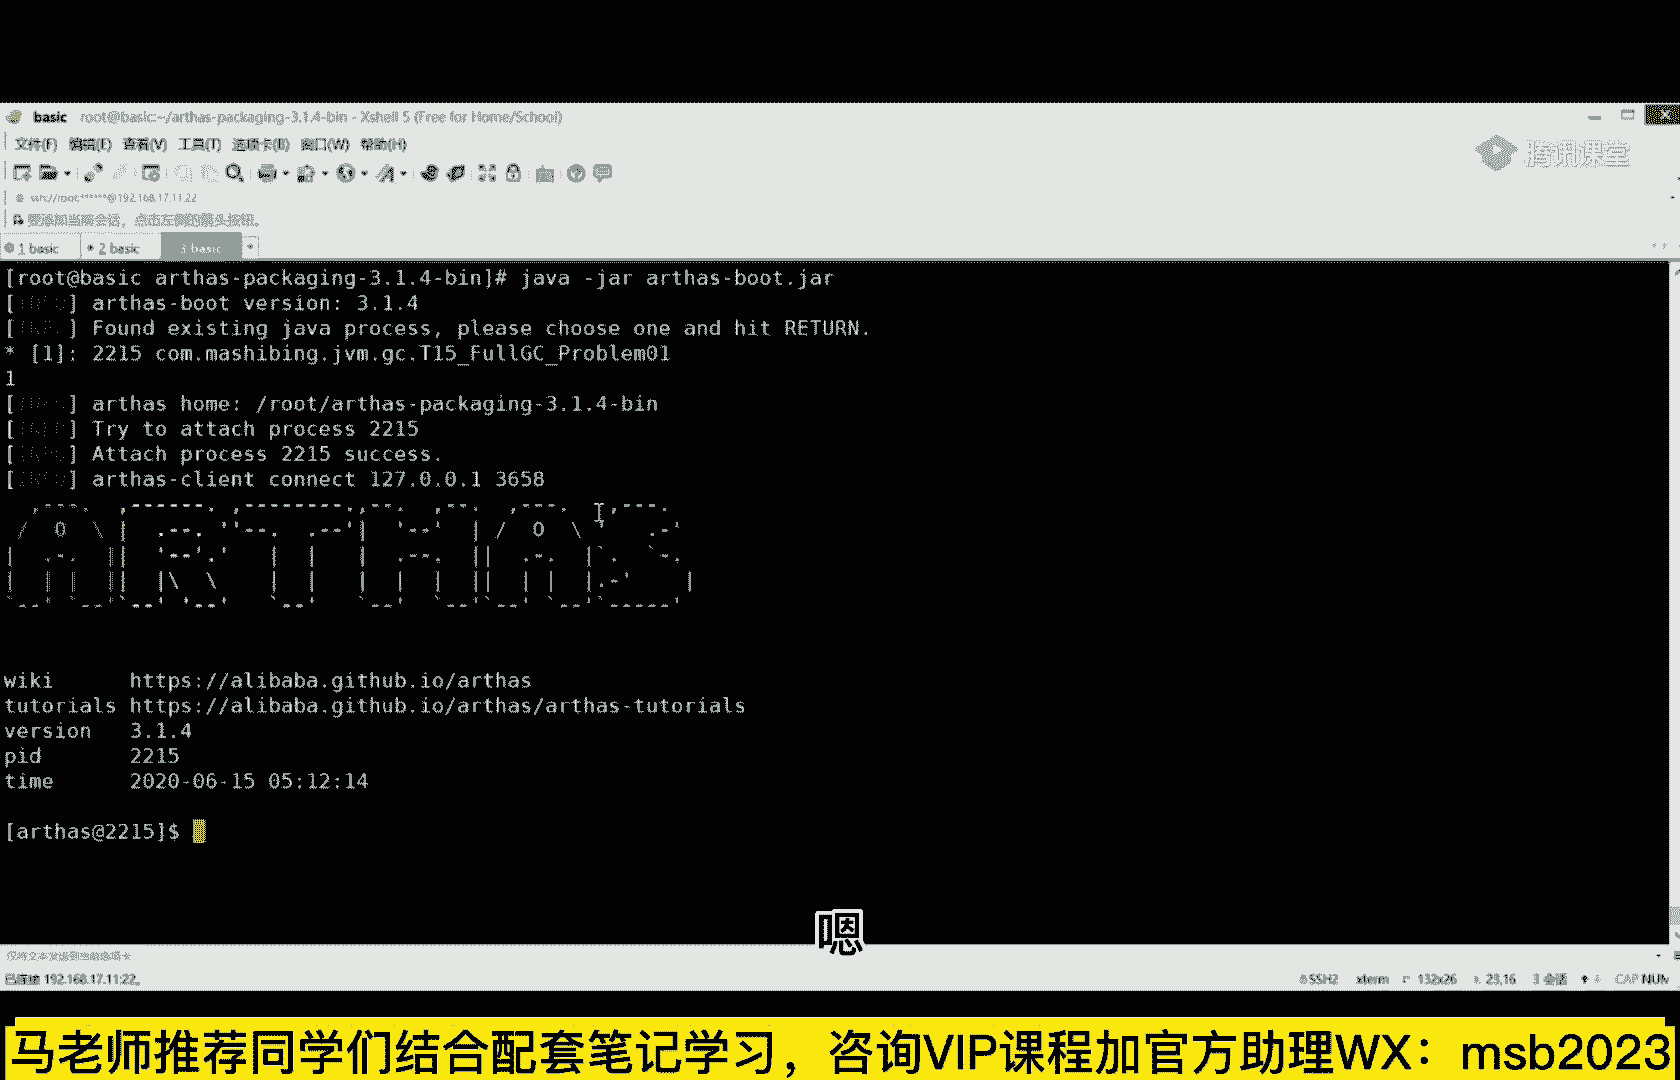 basic root@basic:~/arthas-packaging-3.1.4-bin - Xshell 5 (Free for Home/School)
文件(F) 编辑(E) 查看(V) 工具(T) 选项卡(B) 窗口(W) 帮助(H)
腾讯课堂
ssh://root:******@192.168.17.11:22
要添加当前会话，点击左侧的箭头按钮。
1 basic 2 basic 3 basic
[root@basic arthas-packaging-3.1.4-bin]# java -jar arthas-boot.jar
[] arthas-boot version: 3.1.4
[] Found existing java process, please choose one and hit RETURN.
* [1]: 2215 com.mashibing.jvm.gc.T15_FullGC_Problem01
1
[] arthas home: /root/arthas-packaging-3.1.4-bin
[] Try to attach process 2215
[] Attach process 2215 success.
[] arthas-client connect 127.0.0.1 3658
ARTHAS
wiki https://alibaba.github.io/arthas
tutorials https://alibaba.github.io/arthas/arthas-tutorials
version 3.1.4
pid 2215
time 2020-06-15 05:12:14
[arthas@2215]$
嗯
仅将文本发送到当前选项卡
已连接 192.168.17.11:22。 SSH2 xterm 132x26 23,16 3 会话 CAP NUM
马老师推荐同学们结合配套笔记学习，咨询VIP课程加官方助理WX：msb2023